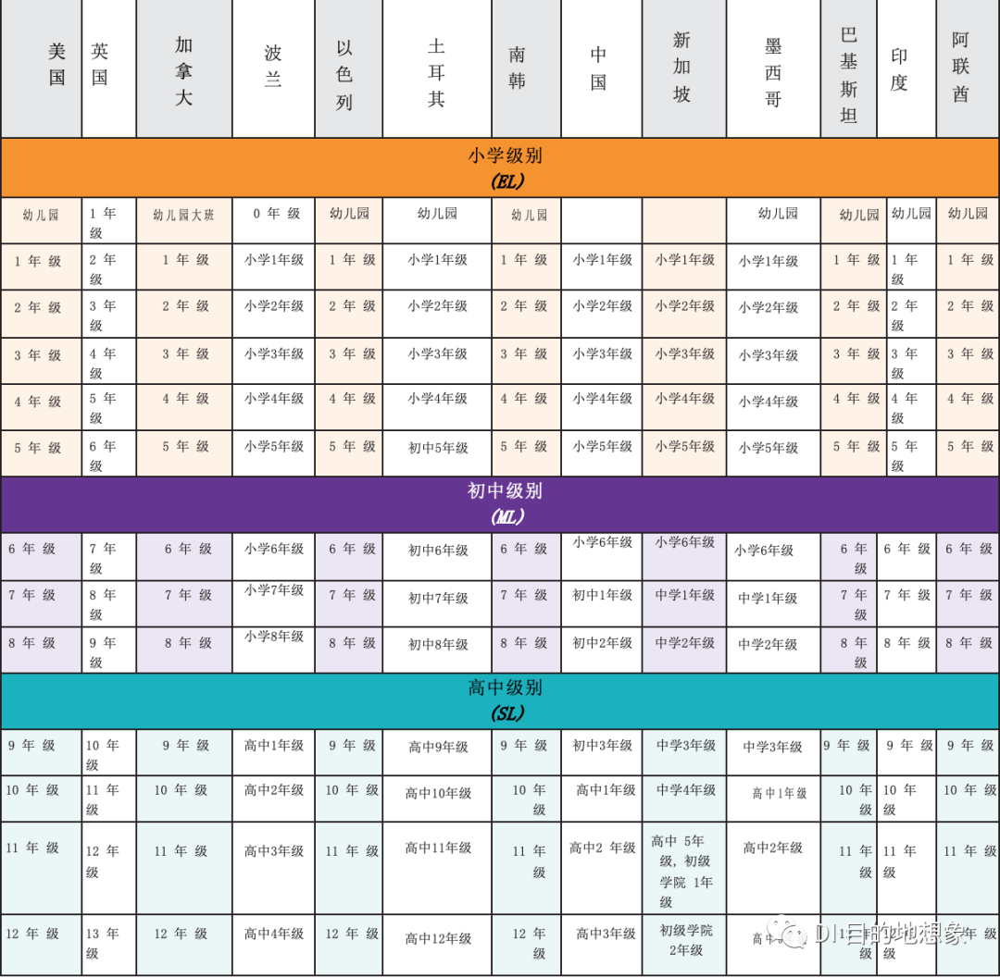 美国 英国 加拿大 波兰 以色列 土耳其 南韩 中国 新加坡 墨西哥 巴基斯坦 印度 阿联酋
小学级别
(EL)
幼儿园 1 年级 幼儿园大班 0 年 级 幼儿园 幼儿园 幼儿园 幼儿园 幼儿园 幼儿园 幼儿园
1 年 级 2 年级 1 年 级 小学1年级 1 年 级 小学1年级 1 年 级 小学1年级 小学1年级 小学1年级 1 年 级 1 年级 1 年 级
2 年 级 3 年级 2 年 级 小学2年级 2 年 级 小学2年级 2 年 级 小学2年级 小学2年级 小学2年级 2 年 级 2 年级 2 年 级
3 年 级 4 年级 3 年 级 小学3年级 3 年 级 小学3年级 3 年 级 小学3年级 小学3年级 小学3年级 3 年 级 3 年级 3 年 级
4 年 级 5 年级 4 年 级 小学4年级 4 年 级 小学4年级 4 年 级 小学4年级 小学4年级 小学4年级 4 年 级 4 年级 4 年 级
5 年 级 6 年级 5 年 级 小学5年级 5 年 级 初中5年级 5 年 级 小学5年级 小学5年级 小学5年级 5 年 级 5 年级 5 年 级
初中级别
(ML)
6 年 级 7 年级 6 年 级 小学6年级 6 年 级 初中6年级 6 年 级 小学6年级 小学6年级 小学6年级 6 年级 6 年 级 6 年 级
7 年 级 8 年级 7 年 级 小学7年级 7 年 级 初中7年级 7 年 级 初中1年级 中学1年级 中学1年级 7 年级 7 年 级 7 年 级
8 年 级 9 年级 8 年 级 小学8年级 8 年 级 初中8年级 8 年 级 初中2年级 中学2年级 中学2年级 8 年级 8 年 级 8 年 级
高中级别
(SL)
9 年 级 10 年级 9 年 级 高中1年级 9 年 级 高中9年级 9 年 级 初中3年级 中学3年级 中学3年级 9 年 级 9 年 级 9 年 级
10 年 级 11 年级 10 年 级 高中2年级 10 年 级 高中10年级 10 年级 高中1年级 中学4年级 高中1年级 10 年级 10 年级 10 年 级
11 年 级 12 年级 11 年 级 高中3年级 11 年 级 高中11年级 11 年级 高中2 年级 高中 5年级, 初级学院 1年级 高中2年级 11 年级 11 年级 11 年 级
12 年 级 13 年级 12 年 级 高中4年级 12 年 级 高中12年级 12 年级 高中3年级 初级学院2年级 高中 级 级 年 级
DI目的地想象